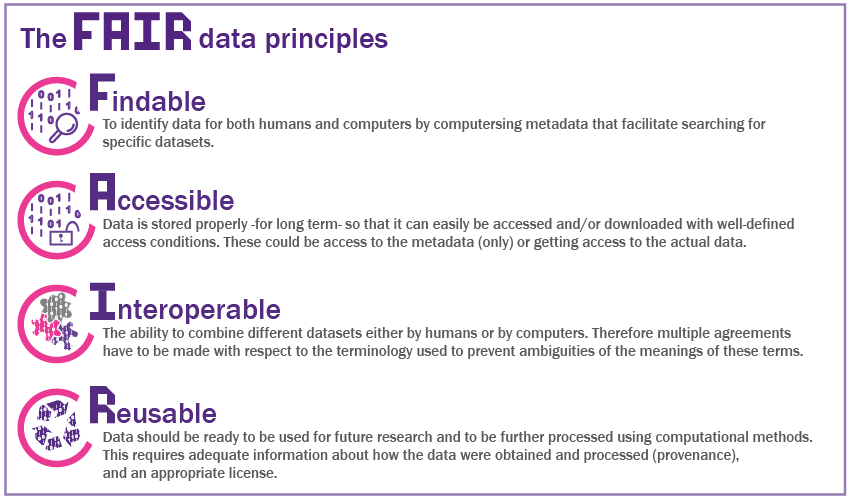 The FAIR data principles
Findable
To identify data for both humans and computers by computersing metadata that facilitate searching for
specific datasets.
Accessible
Data is stored properly -for long term- so that it can easily be accessed and/or downloaded with well-defined
access conditions. These could be access to the metadata (only) or getting access to the actual data.
Interoperable
The ability to combine different datasets either by humans or by computers. Therefore multiple agreements
have to be made with respect to the terminology used to prevent ambiguities of the meanings of these terms.
Reusable
Data should be ready to be used for future research and to be further processed using computational methods.
This requires adequate information about how the data were obtained and processed (provenance),
and an appropriate license.